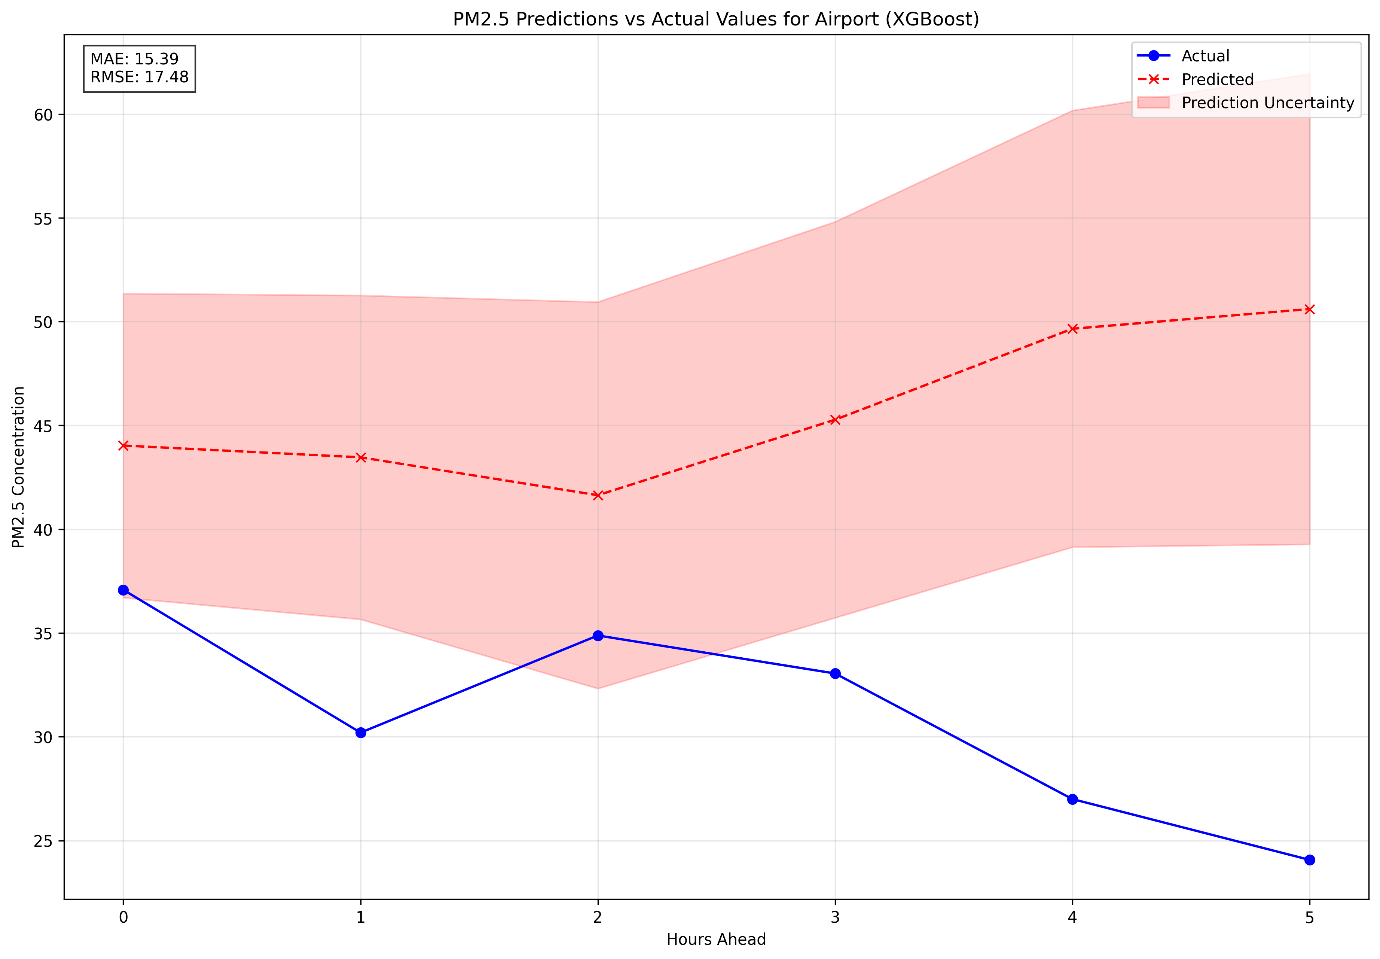 PM2.5 Predictions vs Actual Values for Airport (XGBoost)
MAE: 15.39
RMSE: 17.48
Actual
Predicted
Prediction Uncertainty
PM2.5 Concentration
60
55
50
45
40
35
30
25
0 1 2 3 4 5
Hours Ahead